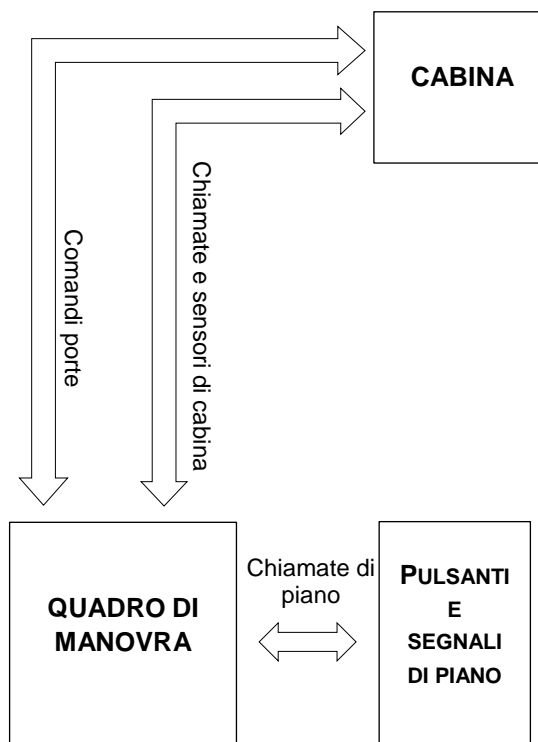 CABINA
Comandi porte
Chiamate e sensori di cabina
QUADRO DI
MANOVRA
Chiamate di
piano
PULSANTI
E
SEGNALI
DI PIANO